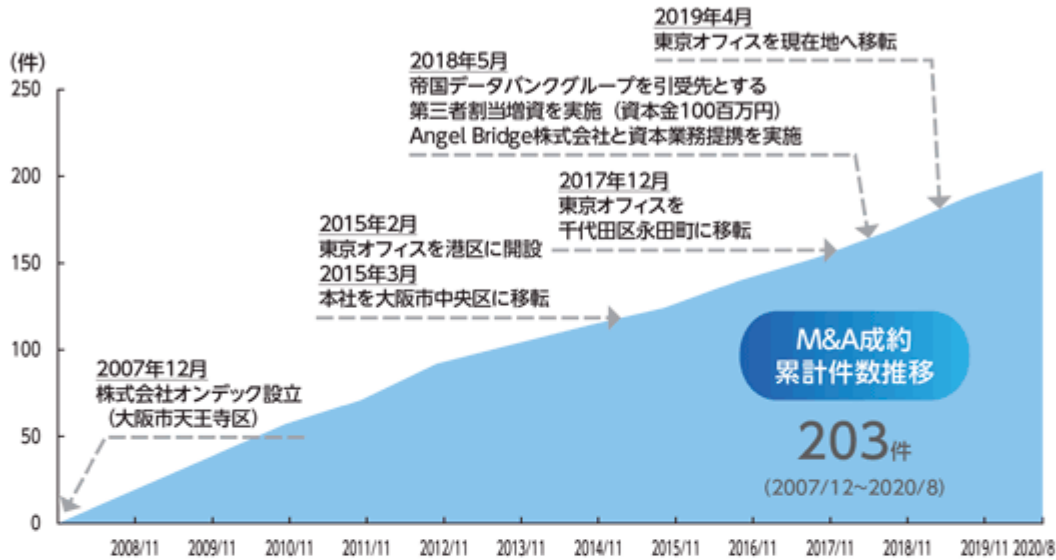 2019年4月
東京オフィスを現在地へ移転
(件)
2018年5月
帝国データバンクグループを引受先とする
第三者割当増資を実施（資本金100百万円）
Angel Bridge株式会社と資本業務提携を実施
2017年12月
東京オフィスを
千代田区永田町に移転
2015年2月
東京オフィスを港区に開設
2015年3月
本社を大阪市中央区に移転
2007年12月
株式会社オンデック設立
（大阪市天王寺区）
M&A成約
累計件数推移
203件
(2007/12~2020/8)
250
200
150
100
50
0
2008/11 2009/11 2010/11 2011/11 2012/11 2013/11 2014/11 2015/11 2016/11 2017/11 2018/11 2019/11 2020/8